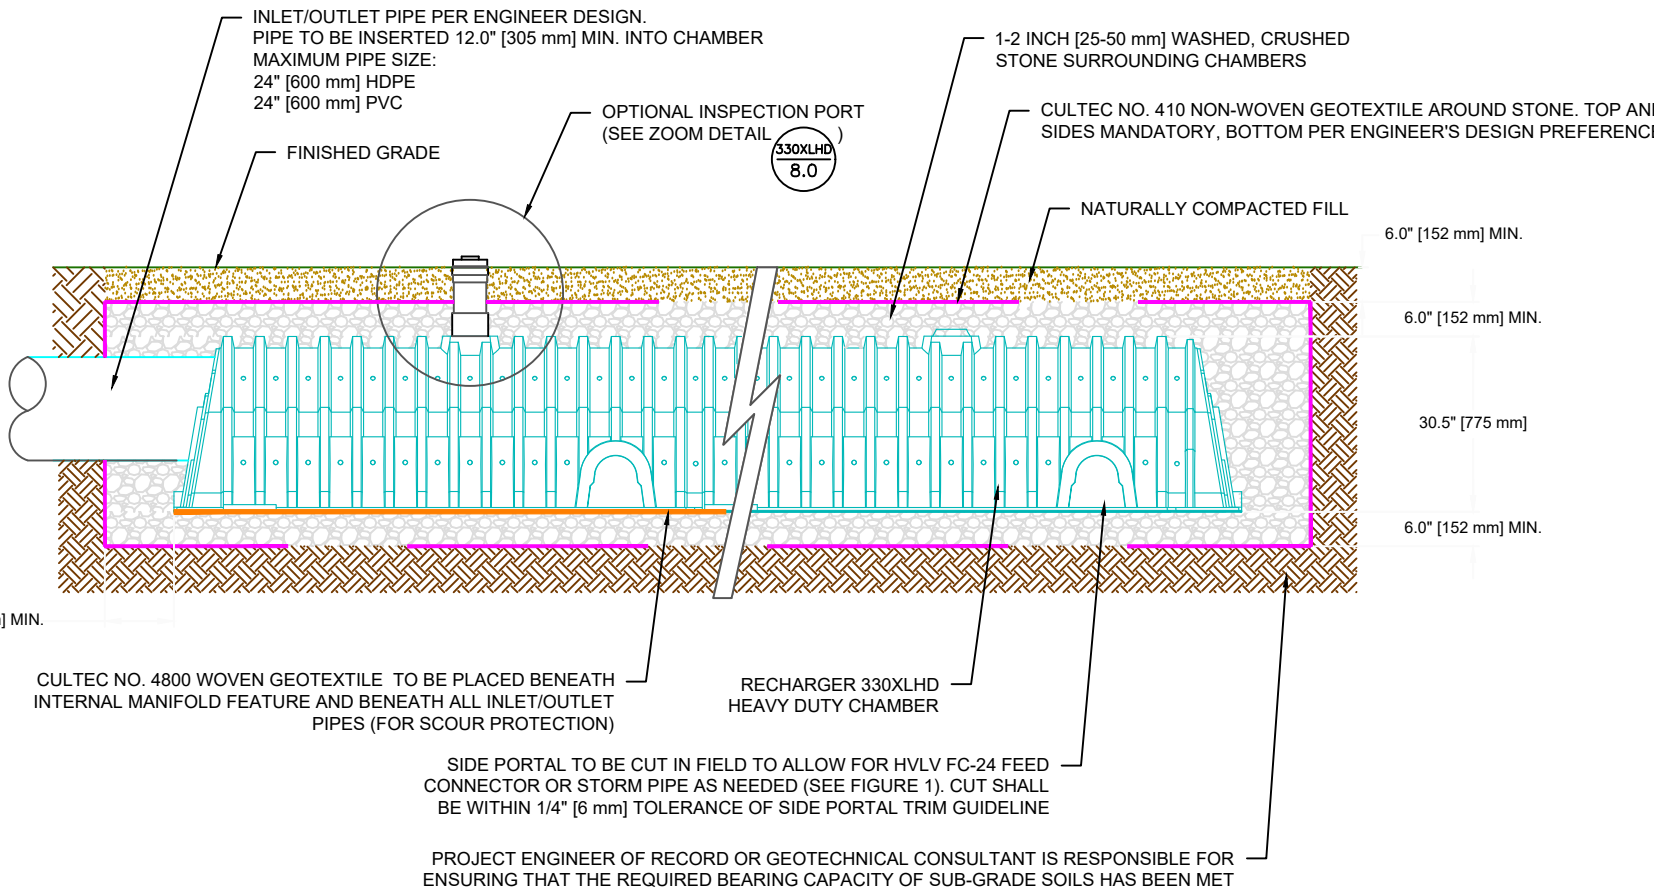 INLET/OUTLET PIPE PER ENGINEER DESIGN.
PIPE TO BE INSERTED 12.0" [305 mm] MIN. INTO CHAMBER
MAXIMUM PIPE SIZE:
24" [600 mm] HDPE
24" [600 mm] PVC
1-2 INCH [25-50 mm] WASHED, CRUSHED
STONE SURROUNDING CHAMBERS
OPTIONAL INSPECTION PORT
(SEE ZOOM DETAIL )
330XLHD
8.0
CULTEC NO. 410 NON-WOVEN GEOTEXTILE AROUND STONE. TOP AND
SIDES MANDATORY, BOTTOM PER ENGINEER'S DESIGN PREFERENCE
FINISHED GRADE
NATURALLY COMPACTED FILL
6.0" [152 mm] MIN.
6.0" [152 mm] MIN.
30.5" [775 mm]
6.0" [152 mm] MIN.
] MIN.
CULTEC NO. 4800 WOVEN GEOTEXTILE TO BE PLACED BENEATH
INTERNAL MANIFOLD FEATURE AND BENEATH ALL INLET/OUTLET
PIPES (FOR SCOUR PROTECTION)
RECHARGER 330XLHD
HEAVY DUTY CHAMBER
SIDE PORTAL TO BE CUT IN FIELD TO ALLOW FOR HVLV FC-24 FEED
CONNECTOR OR STORM PIPE AS NEEDED (SEE FIGURE 1). CUT SHALL
BE WITHIN 1/4" [6 mm] TOLERANCE OF SIDE PORTAL TRIM GUIDELINE
PROJECT ENGINEER OF RECORD OR GEOTECHNICAL CONSULTANT IS RESPONSIBLE FOR
ENSURING THAT THE REQUIRED BEARING CAPACITY OF SUB-GRADE SOILS HAS BEEN MET